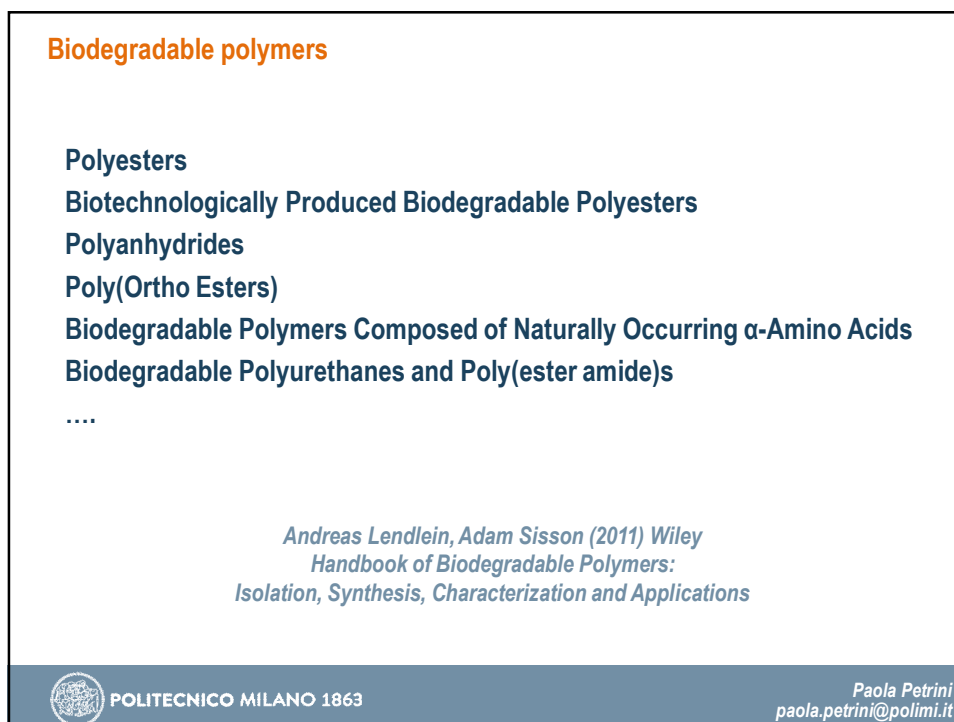 Biodegradable polymers
Polyesters
Biotechnologically Produced Biodegradable Polyesters
Polyanhydrides
Poly(Ortho Esters)
Biodegradable Polymers Composed of Naturally Occurring α-Amino Acids
Biodegradable Polyurethanes and Poly(ester amide)s
....
Andreas Lendlein, Adam Sisson (2011) Wiley
Handbook of Biodegradable Polymers:
Isolation, Synthesis, Characterization and Applications
POLITECNICO MILANO 1863
Paola Petrini
paola.petrini@polimi.it